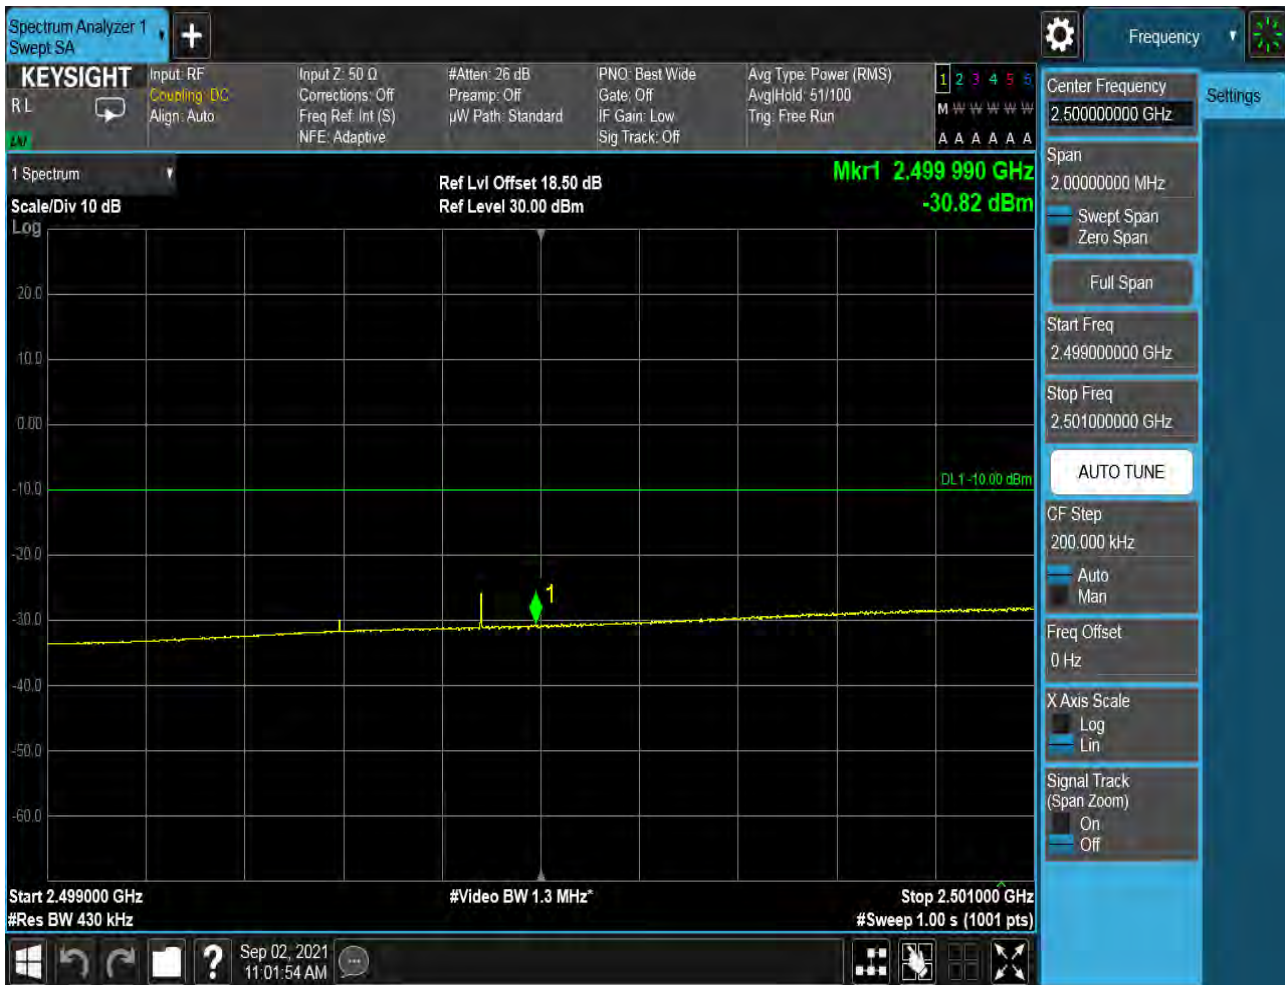 Spectrum Analyzer 1
Swept SA
Frequency
KEYSIGHT
R L
Input: RF
Coupling: DC
Align: Auto
Input Z: 50 Ω
Corrections: Off
Freq Ref: Int (S)
NFE: Adaptive
#Atten: 26 dB
Preamp: Off
µW Path: Standard
PNO: Best Wide
Gate: Off
IF Gain: Low
Sig Track: Off
Avg Type: Power (RMS)
Avg|Hold: 51/100
Trig: Free Run
1 2 3 4 5 6
M W W W W W
A A A A A A
1 Spectrum
Scale/Div 10 dB
Log
Ref Lvl Offset 18.50 dB
Ref Level 30.00 dBm
Mkr1 2.499 990 GHz
-30.82 dBm
20.0
10.0
0.00
-10.0
-20.0
-30.0
-40.0
-50.0
-60.0
DL1 -10.00 dBm
1
Start 2.499000 GHz
#Res BW 430 kHz
#Video BW 1.3 MHz*
Stop 2.501000 GHz
#Sweep 1.00 s (1001 pts)
Center Frequency
2.500000000 GHz
Settings
Span
2.00000000 MHz
Swept Span
Zero Span
Full Span
Start Freq
2.499000000 GHz
Stop Freq
2.501000000 GHz
AUTO TUNE
CF Step
200.000 kHz
Auto
Man
Freq Offset
0 Hz
X Axis Scale
Log
Lin
Signal Track
(Span Zoom)
On
Off
?
Sep 02, 2021
11:01:54 AM